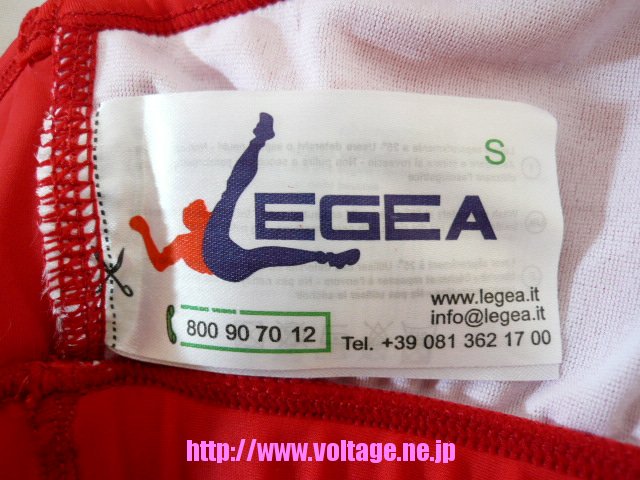 S
LEGEA
www.legea.it
info@legea.it
800 90 70 12
Tel. +39 081 362 17 00
http://www.voltage.ne.jp